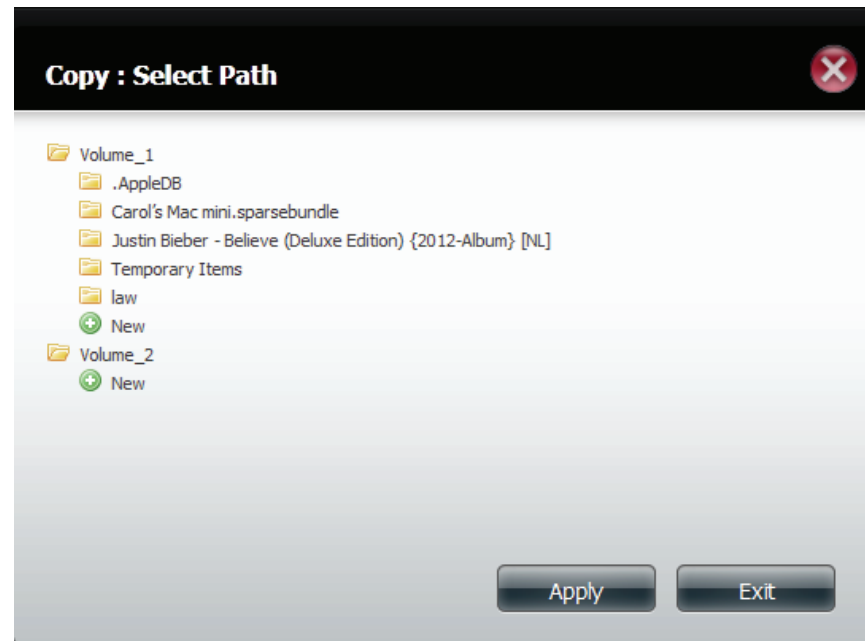 Copy : Select Path
Volume_1
.AppleDB
Carol's Mac mini.sparsebundle
Justin Bieber - Believe (Deluxe Edition) {2012-Album} [NL]
Temporary Items
law
New
Volume_2
New
Apply Exit